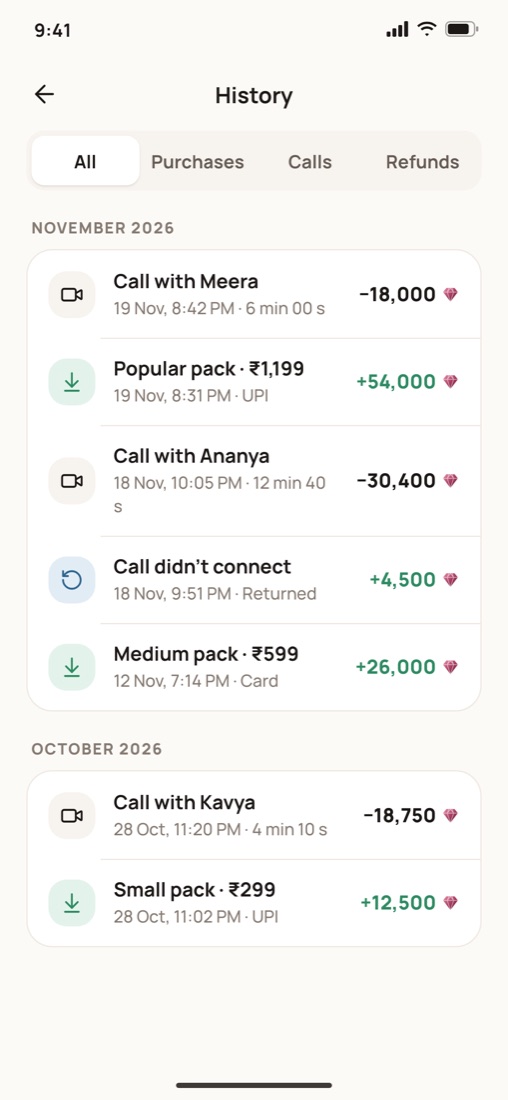 9:41
History
All Purchases Calls Refunds
NOVEMBER 2026
Call with Meera
19 Nov, 8:42 PM · 6 min 00 s
−18,000
Popular pack · ₹1,199
19 Nov, 8:31 PM · UPI
+54,000
Call with Ananya
18 Nov, 10:05 PM · 12 min 40
s
−30,400
Call didn’t connect
18 Nov, 9:51 PM · Returned
+4,500
Medium pack · ₹599
12 Nov, 7:14 PM · Card
+26,000
OCTOBER 2026
Call with Kavya
28 Oct, 11:20 PM · 4 min 10 s
−18,750
Small pack · ₹299
28 Oct, 11:02 PM · UPI
+12,500